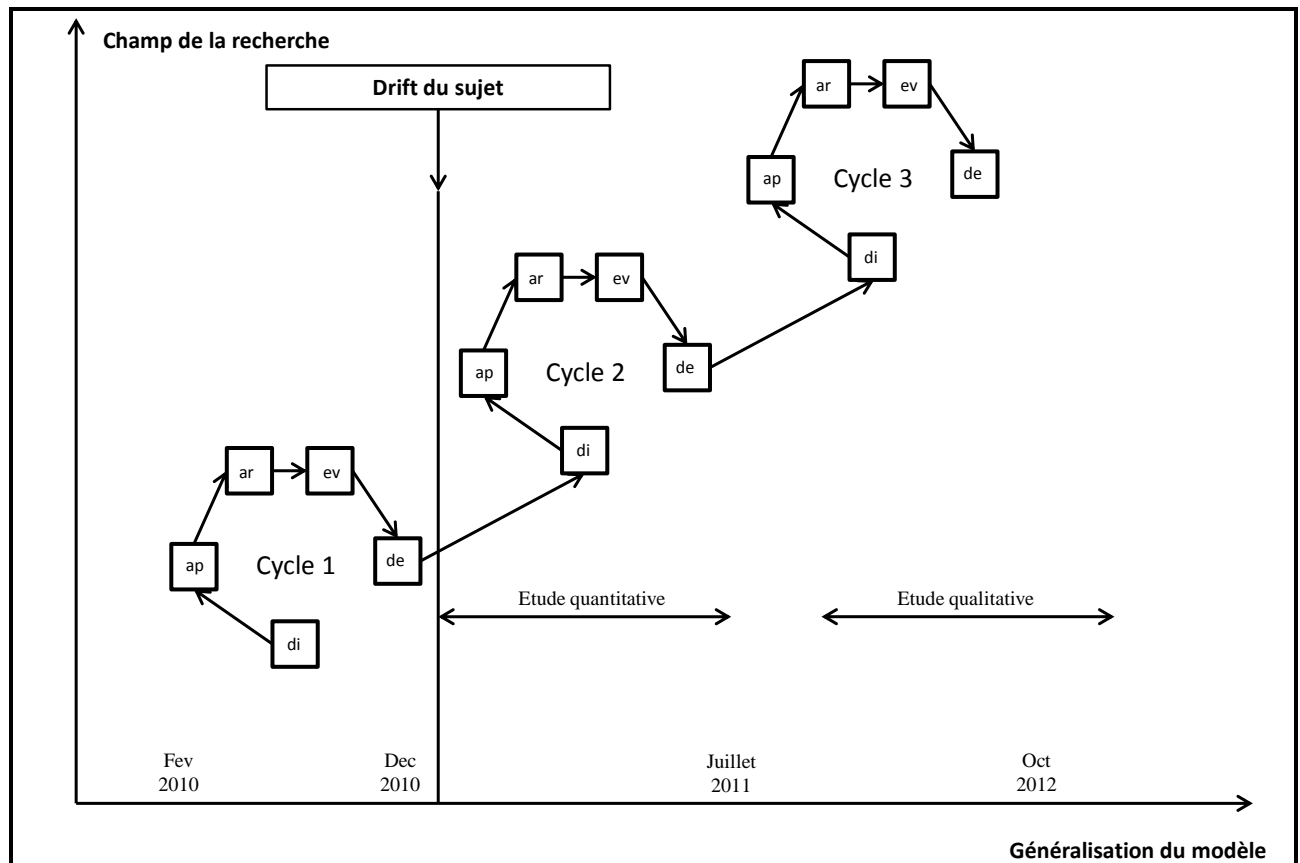 Champ de la recherche
Drift du sujet
ar
ev
ap
Cycle 3
de
di
ar
ev
ap
Cycle 2
de
di
ar
ev
ap
Cycle 1
de
di
Etude quantitative
Etude qualitative
Fev
2010
Dec
2010
Juillet
2011
Oct
2012
Généralisation du modèle